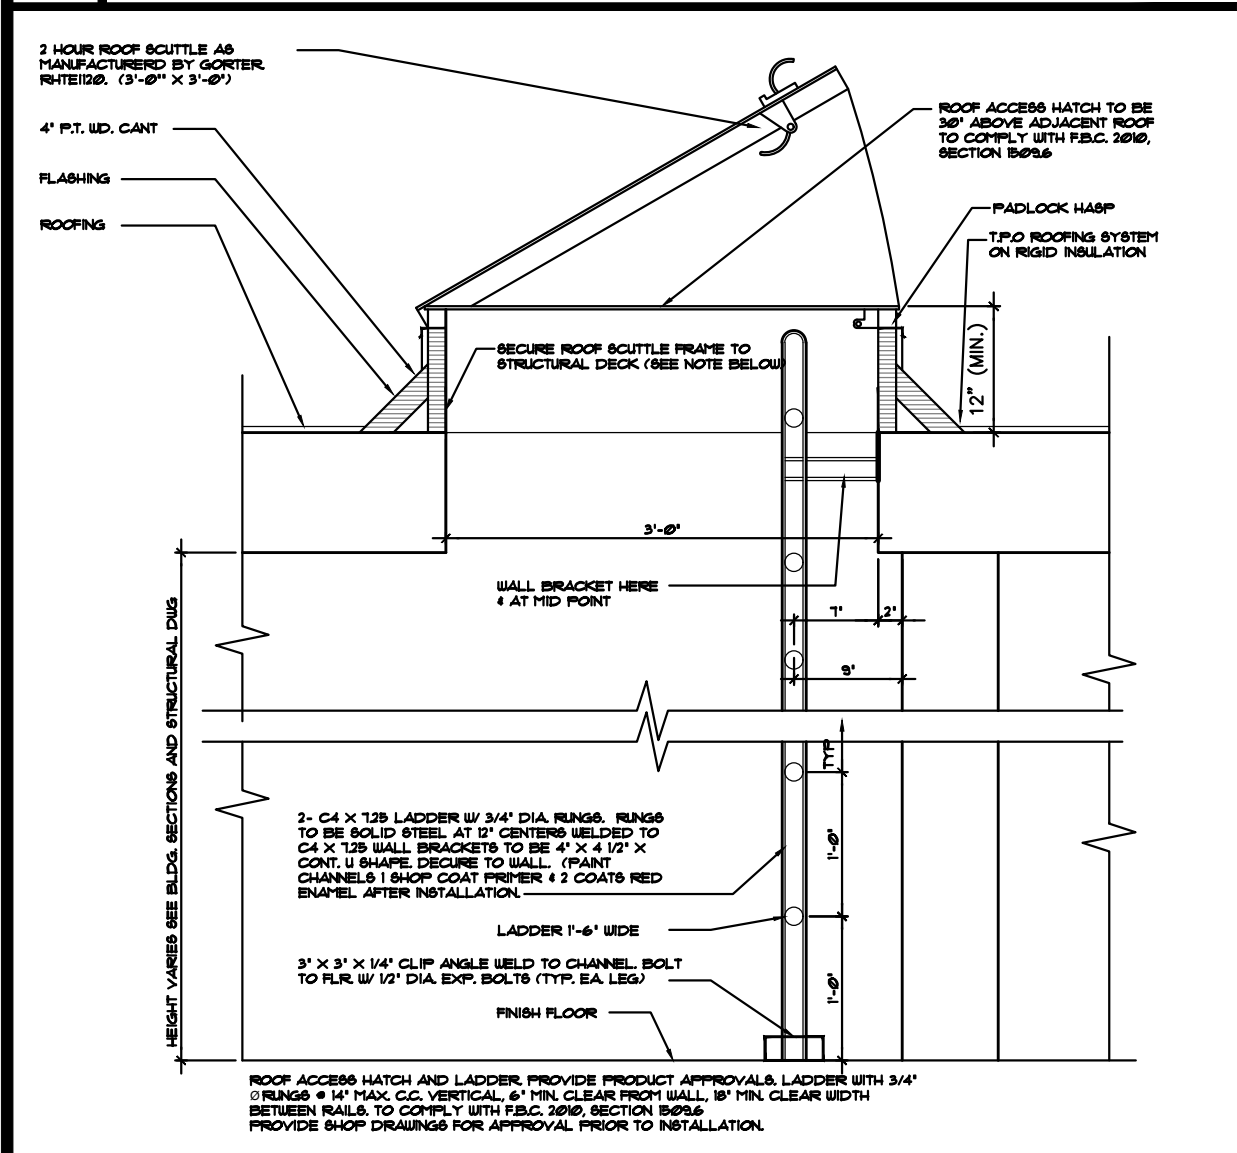 2 HOUR ROOF SCUTTLE AS
MANUFACTURERD BY GORTER
RHTE1120. (3'-0"" X 3'-0")
4" P.T. WD. CANT
FLASHING
ROOFING
ROOF ACCESS HATCH TO BE
30" ABOVE ADJACENT ROOF
TO COMPLY WITH F.B.C. 2010,
SECTION 1509.6
PADLOCK HASP
T.P.O ROOFING SYSTEM
ON RIGID INSULATION
12" (MIN.)
SECURE ROOF SCUTTLE FRAME TO
STRUCTURAL DECK (SEE NOTE BELOW)
3'-0"
WALL BRACKET HERE
& AT MID POINT
7"
2"
9"
HEIGHT VARIES SEE BLDG. SECTIONS AND STRUCTURAL DWG
TYP
1'-0"
2- C4 X 7.25 LADDER W/ 3/4" DIA. RUNGS. RUNGS
TO BE SOLID STEEL AT 12" CENTERS WELDED TO
C4 X 7.25 WALL BRACKETS TO BE 4" X 4 1/2" X
CONT. U SHAPE. DECURE TO WALL. (PAINT
CHANNELS 1 SHOP COAT PRIMER & 2 COATS RED
ENAMEL AFTER INSTALLATION.
LADDER 1'-6" WIDE
3" X 3" X 1/4" CLIP ANGLE WELD TO CHANNEL. BOLT
TO FLR. W/ 1/2" DIA. EXP. BOLTS (TYP. EA. LEG)
1'-0"
FINISH FLOOR
ROOF ACCESS HATCH AND LADDER. PROVIDE PRODUCT APPROVALS. LADDER WITH 3/4"
Ø RUNGS @ 14" MAX. C.C. VERTICAL, 6" MIN. CLEAR FROM WALL, 18" MIN. CLEAR WIDTH
BETWEEN RAILS. TO COMPLY WITH F.B.C. 2010, SECTION 1509.6
PROVIDE SHOP DRAWINGS FOR APPROVAL PRIOR TO INSTALLATION.